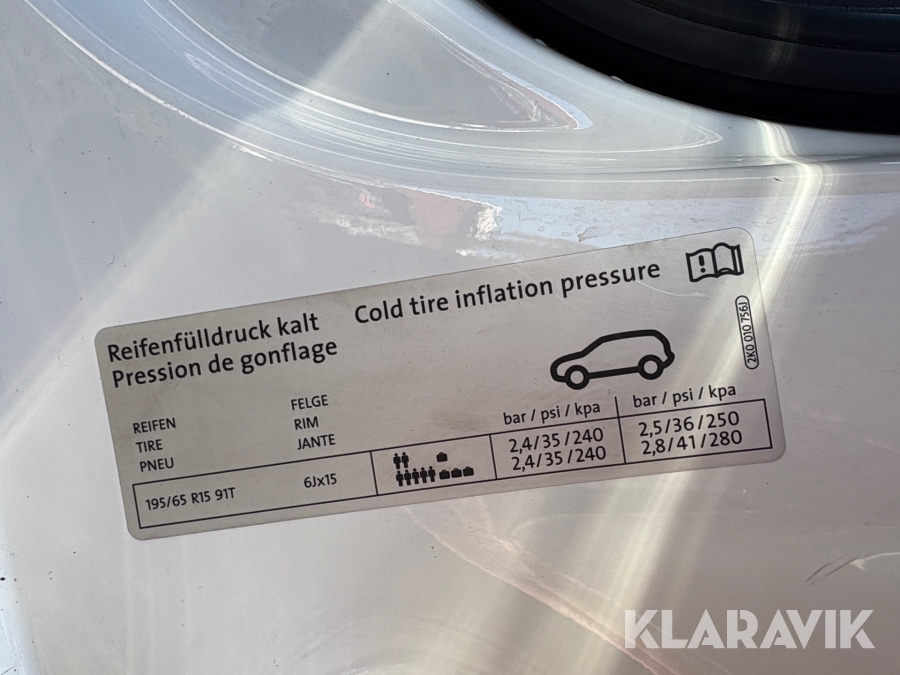 Reifenfülldruck kalt
Pression de gonflage
Cold tire inflation pressure
2K0 010 756J
REIFEN
TIRE
PNEU
FELGE
RIM
JANTE
bar / psi / kpa
bar / psi / kpa
195/65 R15 91T
6Jx15
2,4/35/240
2,4/35/240
2,5/36/250
2,8/41/280
KLARAVIK